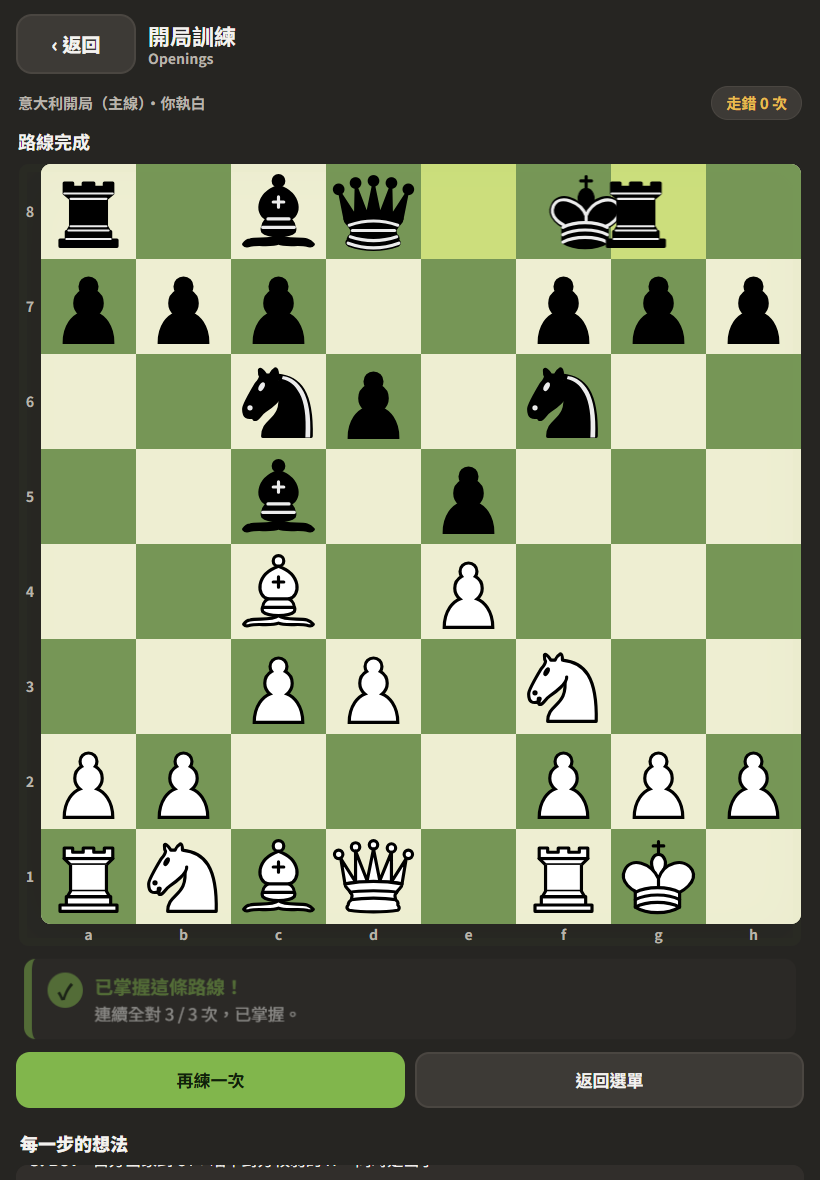 ‹ 返回
開局訓練
Openings
意大利開局（主線）· 你執白
走錯 0 次
路線完成
8
7
6
5
4
3
2
1
a b c d e f g h
✓
已掌握這條路線！
連續全對 3 / 3 次，已掌握。
再練一次
返回選單
每一步的想法